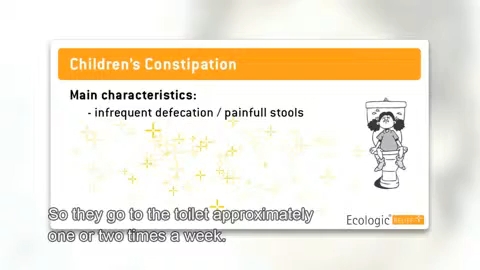 Children's Constipation
Main characteristics:
- infrequent defecation / painfull stools
Ecologic®
So they go to the toilet approximately
one or two times a week.